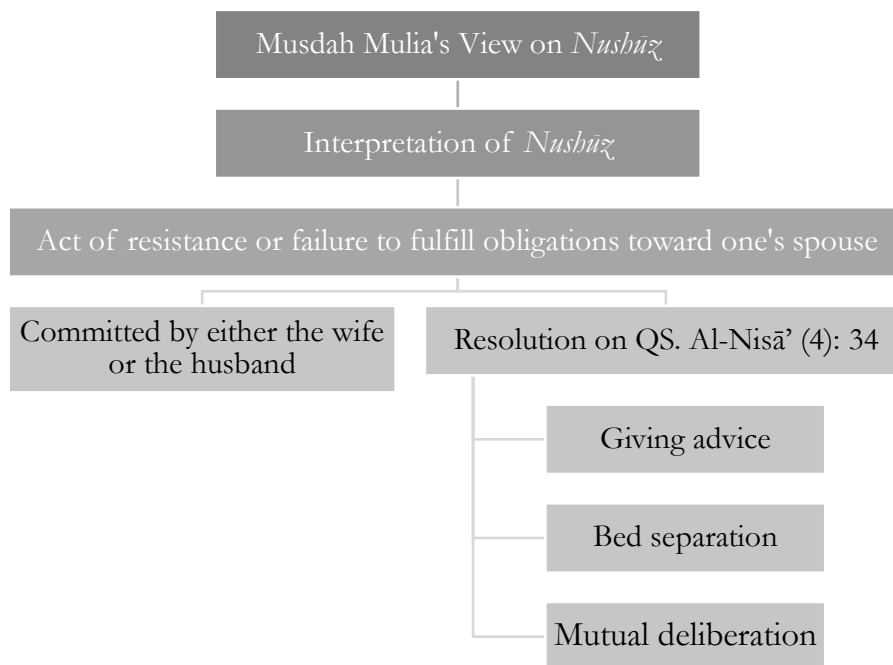 Musdah Mulia's View on Nushūz
Interpretation of Nushūz
Act of resistance or failure to fulfill obligations toward one's spouse
Committed by either the wife
or the husband
Resolution on QS. Al-Nisā’ (4): 34
Giving advice
Bed separation
Mutual deliberation